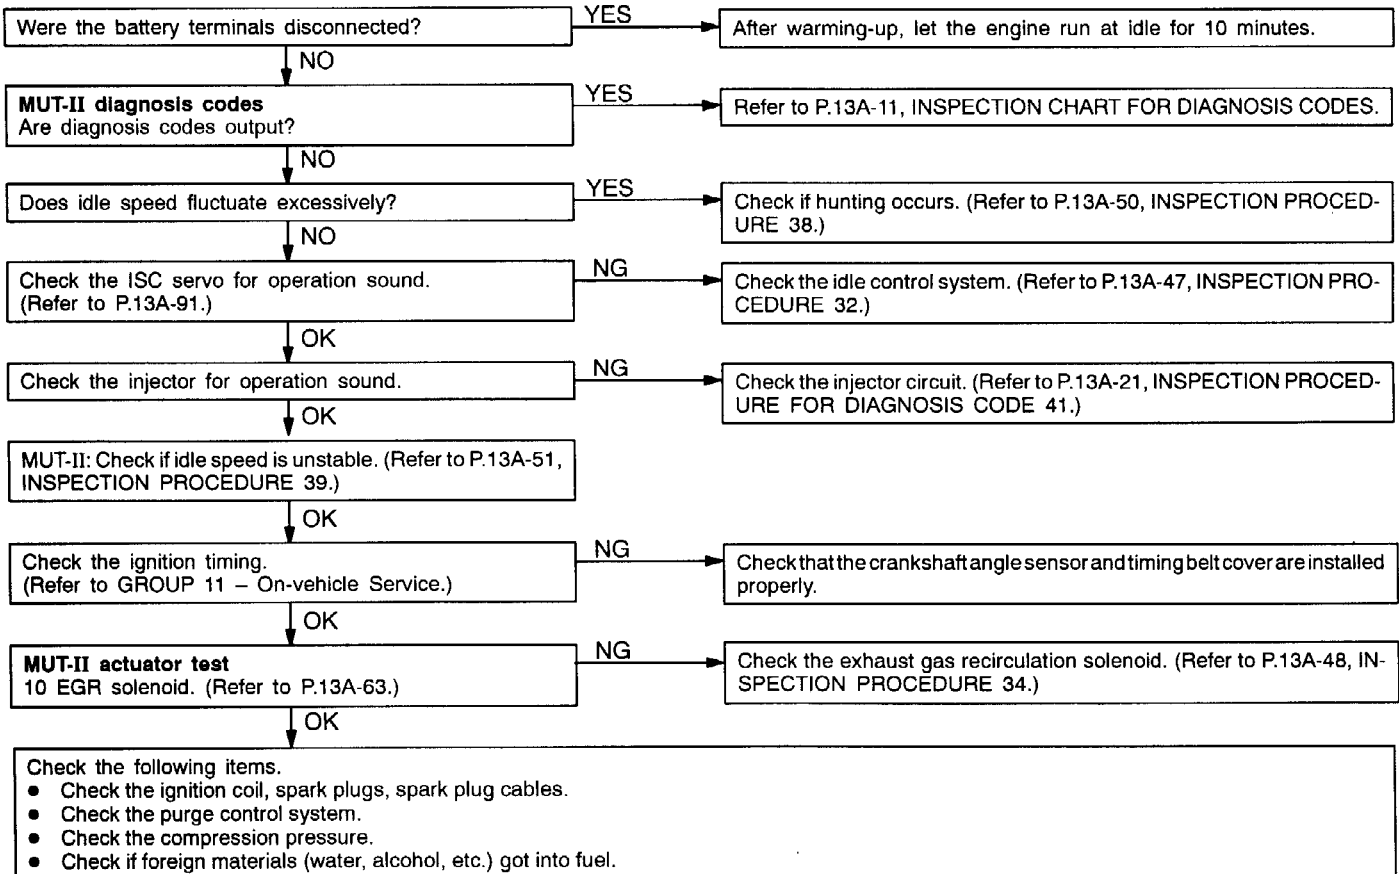 Were the battery terminals disconnected?
YES
After warming-up, let the engine run at idle for 10 minutes.
NO
MUT-II diagnosis codes
Are diagnosis codes output?
YES
Refer to P.13A-11, INSPECTION CHART FOR DIAGNOSIS CODES.
NO
Does idle speed fluctuate excessively?
YES
Check if hunting occurs. (Refer to P.13A-50, INSPECTION PROCED-
URE 38.)
NO
Check the ISC servo for operation sound.
(Refer to P.13A-91.)
NG
Check the idle control system. (Refer to P.13A-47, INSPECTION PRO-
CEDURE 32.)
OK
Check the injector for operation sound.
NG
Check the injector circuit. (Refer to P.13A-21, INSPECTION PROCED-
URE FOR DIAGNOSIS CODE 41.)
OK
MUT-II: Check if idle speed is unstable. (Refer to P.13A-51,
INSPECTION PROCEDURE 39.)
OK
Check the ignition timing.
(Refer to GROUP 11 – On-vehicle Service.)
NG
Check that the crankshaft angle sensor and timing belt cover are installed
properly.
OK
MUT-II actuator test
10 EGR solenoid. (Refer to P.13A-63.)
NG
Check the exhaust gas recirculation solenoid. (Refer to P.13A-48, IN-
SPECTION PROCEDURE 34.)
OK
Check the following items.
● Check the ignition coil, spark plugs, spark plug cables.
● Check the purge control system.
● Check the compression pressure.
● Check if foreign materials (water, alcohol, etc.) got into fuel.